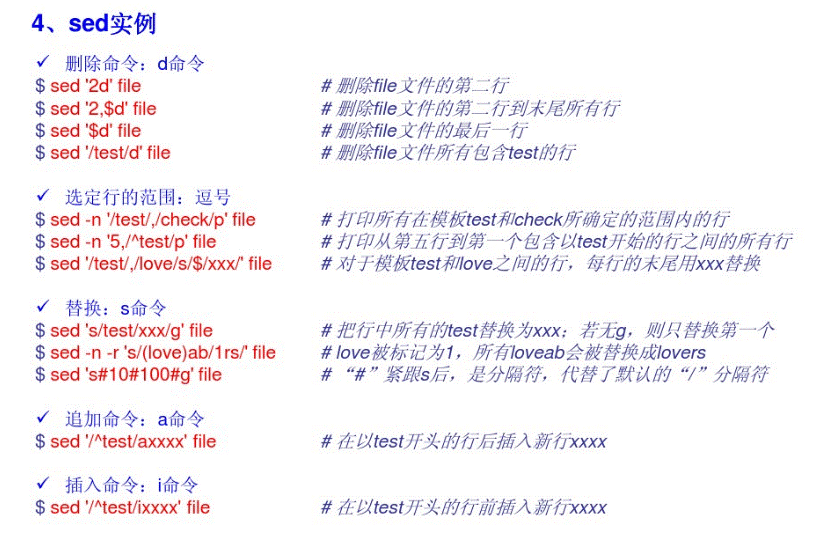 4、sed实例
✓ 删除命令：d命令
$ sed '2d' file # 删除file文件的第二行
$ sed '2,$d' file # 删除file文件的第二行到末尾所有行
$ sed '$d' file # 删除file文件的最后一行
$ sed '/test/d' file # 删除file文件所有包含test的行
✓ 选定行的范围：逗号
$ sed -n '/test/,/check/p' file # 打印所有在模板test和check所确定的范围内的行
$ sed -n '5,/^test/p' file # 打印从第五行到第一个包含以test开始的行之间的所有行
$ sed '/test/,/love/s/$/xxx/' file # 对于模板test和love之间的行，每行的末尾用xxx替换
✓ 替换：s命令
$ sed 's/test/xxx/g' file # 把行中所有的test替换为xxx；若无g，则只替换第一个
$ sed -n -r 's/(love)ab/1rs/' file # love被标记为1，所有loveab会被替换成lovers
$ sed 's#10#100#g' file # “#”紧跟s后，是分隔符，代替了默认的“/”分隔符
✓ 追加命令：a命令
$ sed '/^test/axxxx' file # 在以test开头的行后插入新行xxxx
✓ 插入命令：i命令
$ sed '/^test/ixxxx' file # 在以test开头的行前插入新行xxxx